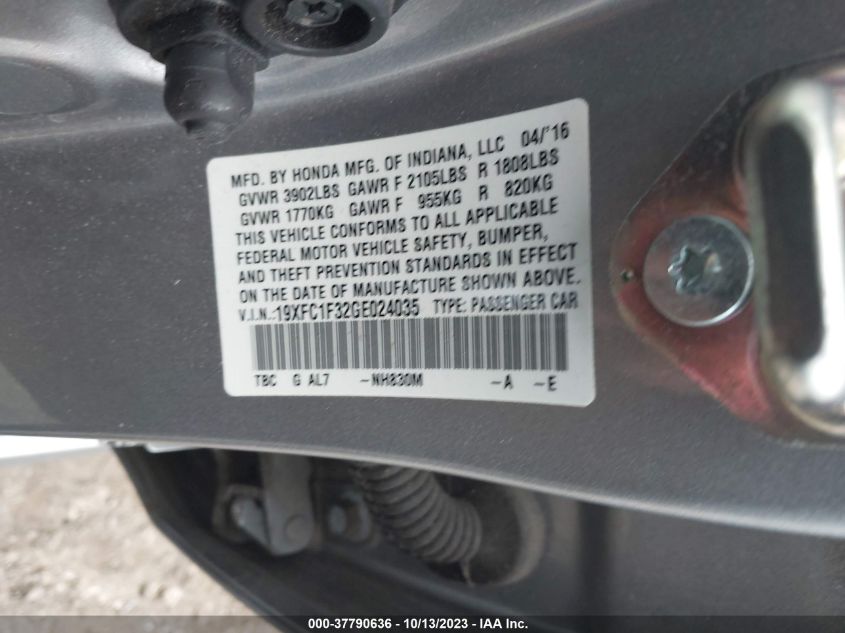 MFD. BY HONDA MFG. OF INDIANA, LLC 04/'16
GVWR 3902LBS GAWR F 2105LBS R 1808LBS
GVWR 1770KG GAWR F 955KG R 820KG
THIS VEHICLE CONFORMS TO ALL APPLICABLE
FEDERAL MOTOR VEHICLE SAFETY, BUMPER,
AND THEFT PREVENTION STANDARDS IN EFFECT
ON THE DATE OF MANUFACTURE SHOWN ABOVE.
V.I.N.:19XFC1F32GE024035 TYPE: PASSENGER CAR
TBC G AL7 -NH830M -A -E
000-37790636 - 10/13/2023 - IAA Inc.